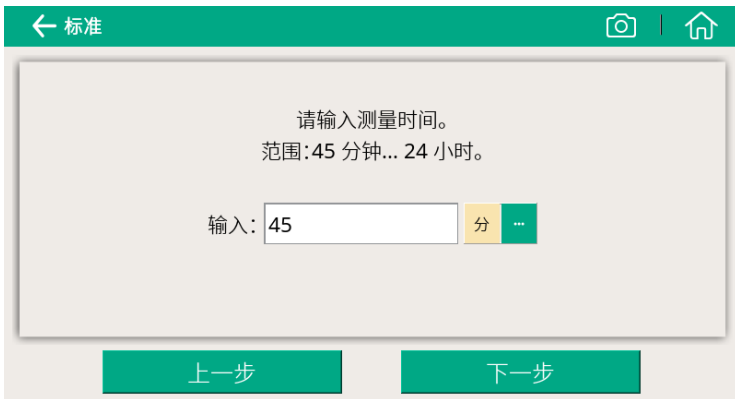 标准
请输入测量时间。
范围:45 分钟... 24 小时。
输入: 45 分 ...
上一步 下一步